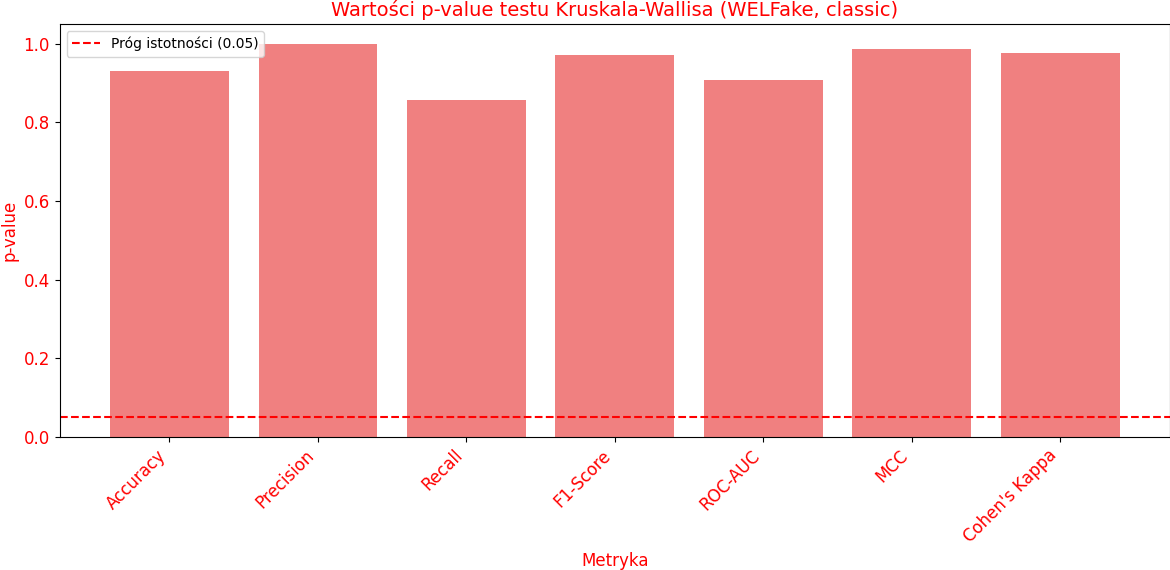 Wartości p-value testu Kruskala-Wallisa (WELFake, classic)
Próg istotności (0.05)
1.0
0.8
0.6
0.4
0.2
0.0
p-value
Accuracy
Precision
Recall
F1-Score
ROC-AUC
MCC
Cohen's Kappa
Metryka